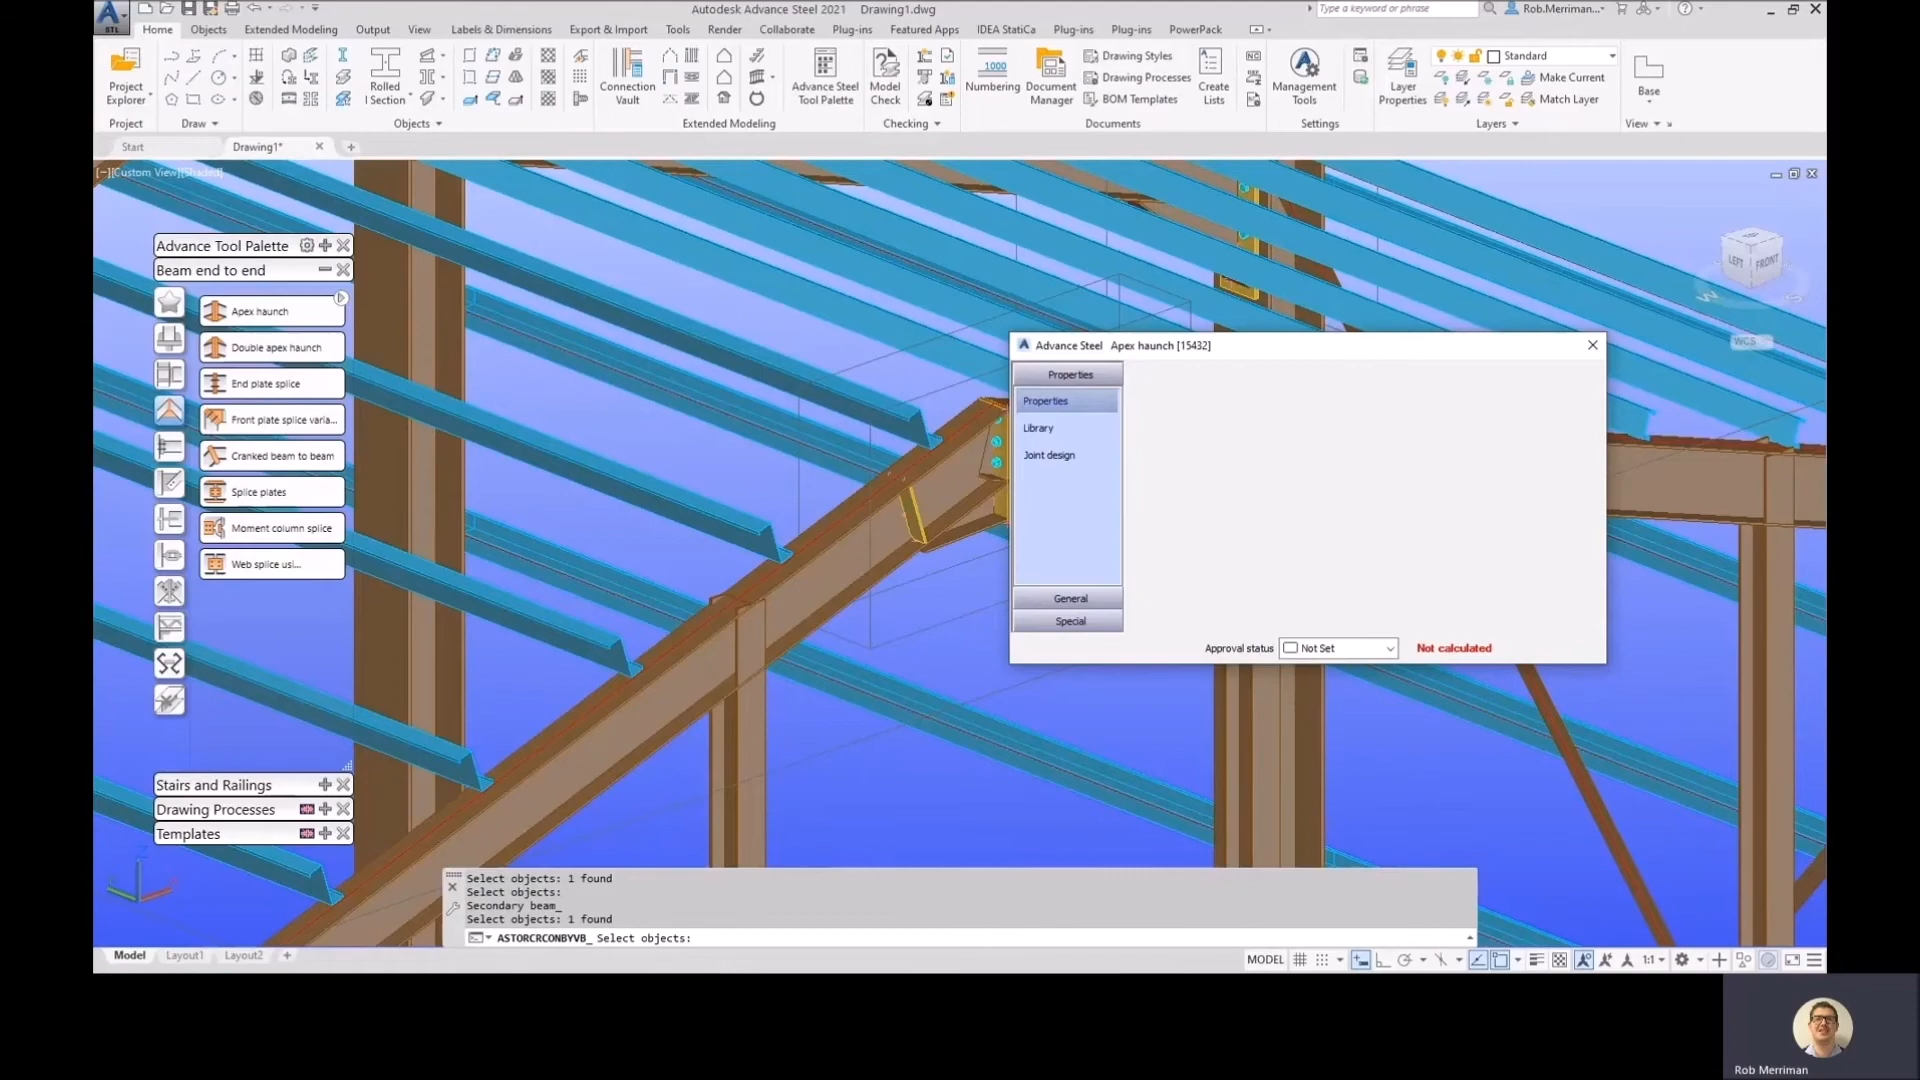 Autodesk Advance Steel 2021 Drawing1.dwg
Type a keyword or phrase
Rob.Merriman...
STL
Home Objects Extended Modeling Output View Labels & Dimensions Export & Import Tools Render Collaborate Plug-ins Featured Apps IDEA StatiCa Plug-ins Plug-ins PowerPack
Project Explorer
Rolled I Section
Connection Vault
Advance Steel Tool Palette
Model Check
1000
Numbering
Document Manager
Drawing Styles
Drawing Processes
BOM Templates
Create Lists
Management Tools
Layer Properties
Standard
Make Current
Match Layer
Base
Project Draw Objects Extended Modeling Checking Documents Settings Layers View
Start Drawing1*
[−][Custom View][Shaded]
LEFT FRONT
W
WCS
Advance Tool Palette
Beam end to end
Apex haunch
Double apex haunch
End plate splice
Front plate splice varia...
Cranked beam to beam
Splice plates
Moment column splice
Web splice usi...
Stairs and Railings
Drawing Processes
Templates
Advance Steel Apex haunch [15432]
Properties
Properties
Library
Joint design
General
Special
Approval status Not Set Not calculated
Z
Select objects: 1 found
Select objects:
Secondary beam_
Select objects: 1 found
ASTORCRCONBYVB_ Select objects:
Model Layout1 Layout2
MODEL 1:1
Rob Merriman